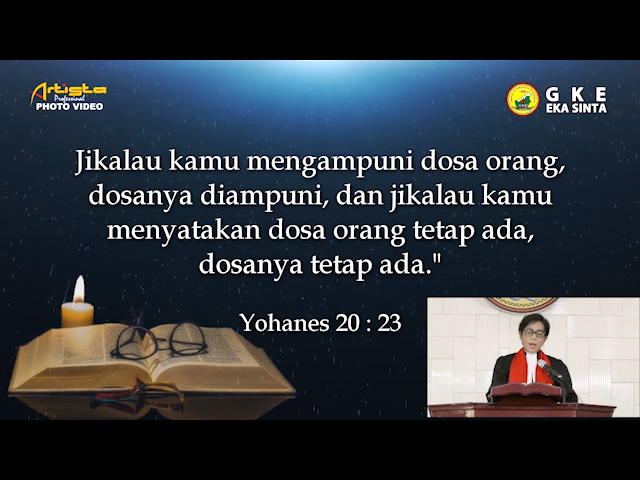 Artista
Professional
PHOTO VIDEO
GKE
EKA SINTA
Jikalau kamu mengampuni dosa orang,
dosanya diampuni, dan jikalau kamu
menyatakan dosa orang tetap ada,
dosanya tetap ada."
Yohanes 20 : 23